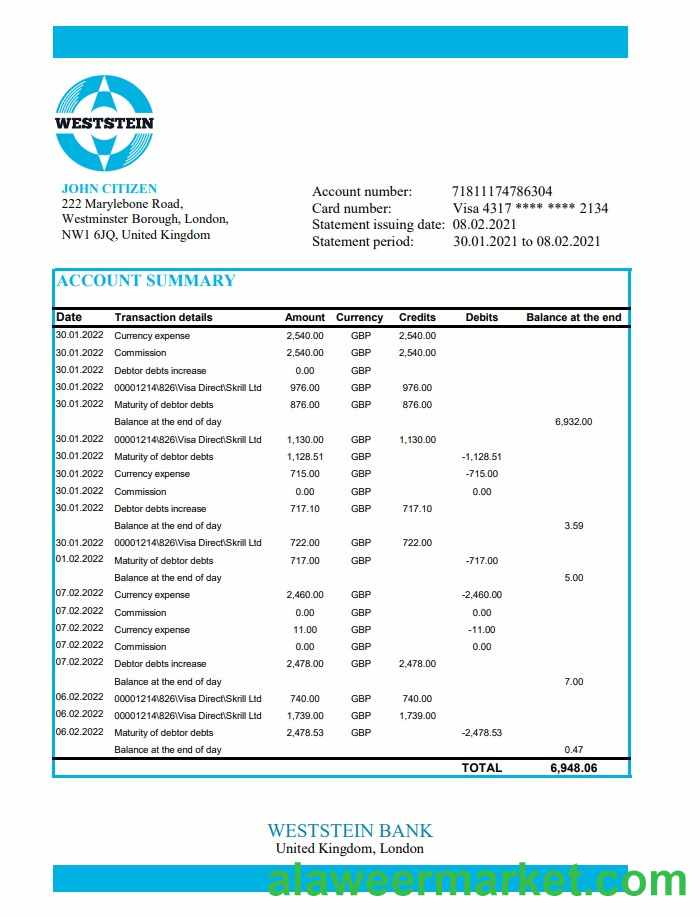 WESTSTEIN
JOHN CITIZEN
222 Marylebone Road,
Westminster Borough, London,
NW1 6JQ, United Kingdom
Account number: 71811174786304
Card number: Visa 4317 **** **** 2134
Statement issuing date: 08.02.2021
Statement period: 30.01.2021 to 08.02.2021
ACCOUNT SUMMARY
Date Transaction details Amount Currency Credits Debits Balance at the end
30.01.2022 Currency expense 2,540.00 GBP 2,540.00
30.01.2022 Commission 2,540.00 GBP 2,540.00
30.01.2022 Debtor debts increase 0.00 GBP
30.01.2022 00001214\826\Visa Direct\Skrill Ltd 976.00 GBP 976.00
30.01.2022 Maturity of debtor debts 876.00 GBP 876.00
Balance at the end of day 6,932.00
30.01.2022 00001214\826\Visa Direct\Skrill Ltd 1,130.00 GBP 1,130.00
30.01.2022 Maturity of debtor debts 1,128.51 GBP -1,128.51
30.01.2022 Currency expense 715.00 GBP -715.00
30.01.2022 Commission 0.00 GBP 0.00
30.01.2022 Debtor debts increase 717.10 GBP 717.10
Balance at the end of day 3.59
30.01.2022 00001214\826\Visa Direct\Skrill Ltd 722.00 GBP 722.00
01.02.2022 Maturity of debtor debts 717.00 GBP -717.00
Balance at the end of day 5.00
07.02.2022 Currency expense 2,460.00 GBP -2,460.00
07.02.2022 Commission 0.00 GBP 0.00
07.02.2022 Currency expense 11.00 GBP -11.00
07.02.2022 Commission 0.00 GBP 0.00
07.02.2022 Debtor debts increase 2,478.00 GBP 2,478.00
Balance at the end of day 7.00
06.02.2022 00001214\826\Visa Direct\Skrill Ltd 740.00 GBP 740.00
06.02.2022 00001214\826\Visa Direct\Skrill Ltd 1,739.00 GBP 1,739.00
06.02.2022 Maturity of debtor debts 2,478.53 GBP -2,478.53
Balance at the end of day 0.47
TOTAL 6,948.06
WESTSTEIN BANK
United Kingdom, London
alaweermarket.com